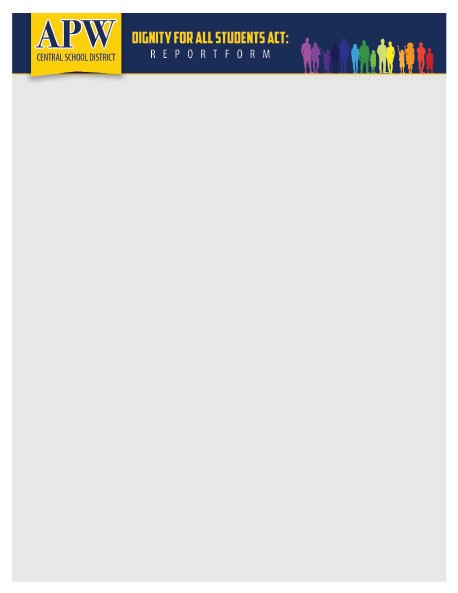 APW
CENTRAL SCHOOL DISTRICT
DIGNITY FOR ALL STUDENTS ACT:
REPORTFORM